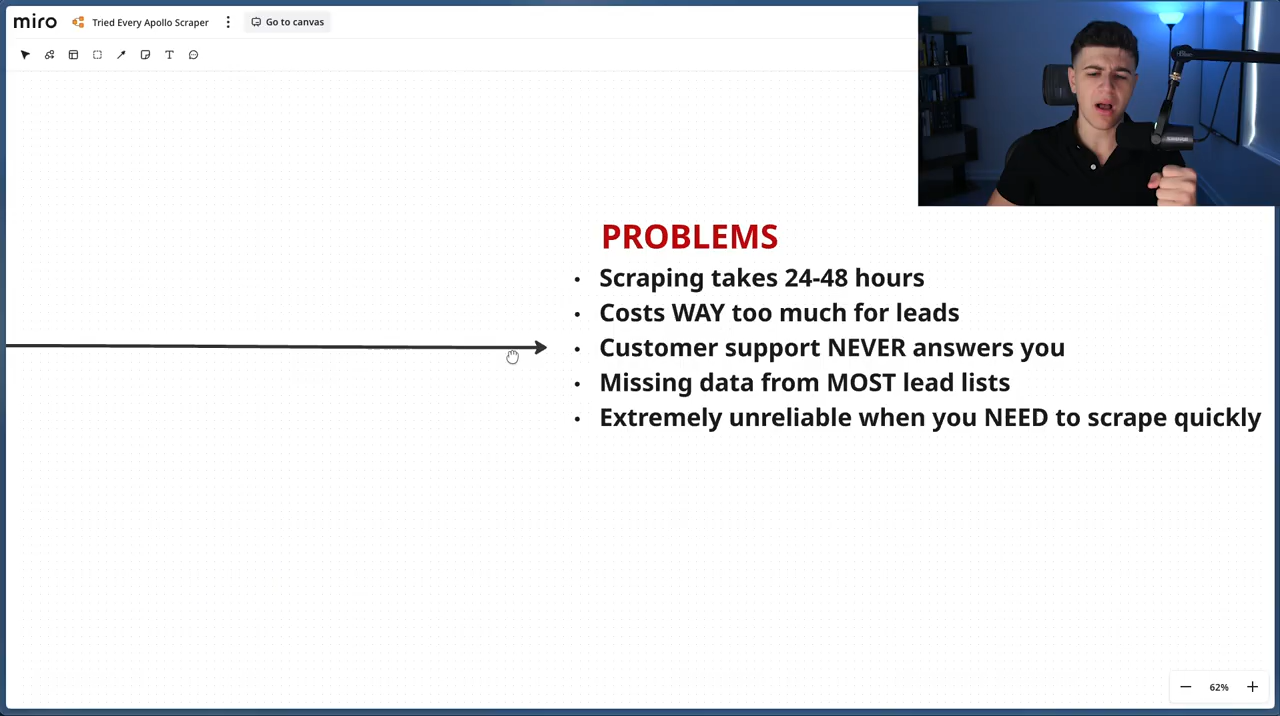 miro
Tried Every Apollo Scraper
Go to canvas
PROBLEMS
• Scraping takes 24-48 hours
• Costs WAY too much for leads
• Customer support NEVER answers you
• Missing data from MOST lead lists
• Extremely unreliable when you NEED to scrape quickly
62%